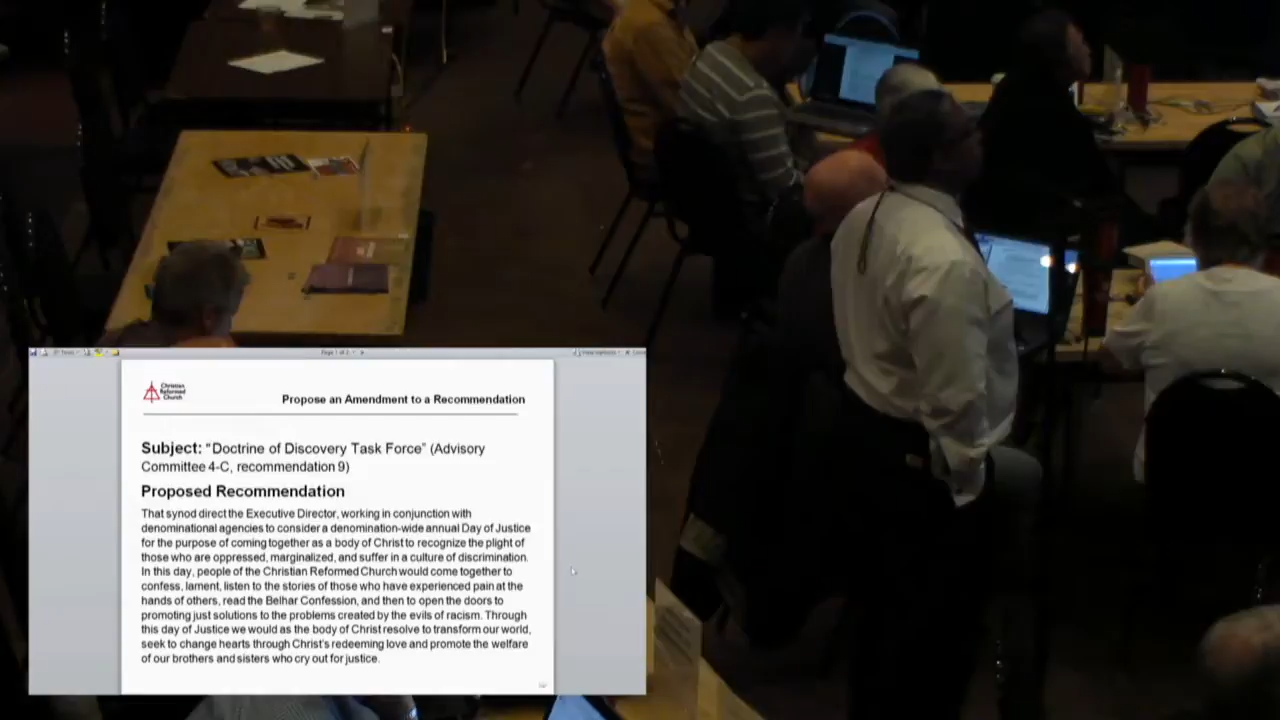 Page 1 of 2
Christian
Reformed
Church
Propose an Amendment to a Recommendation
Subject: "Doctrine of Discovery Task Force" (Advisory
Committee 4-C, recommendation 9)
Proposed Recommendation
That synod direct the Executive Director, working in conjunction with
denominational agencies to consider a denomination-wide annual Day of Justice
for the purpose of coming together as a body of Christ to recognize the plight of
those who are oppressed, marginalized, and suffer in a culture of discrimination.
In this day, people of the Christian Reformed Church would come together to
confess, lament, listen to the stories of those who have experienced pain at the
hands of others, read the Belhar Confession, and then to open the doors to
promoting just solutions to the problems created by the evils of racism. Through
this day of Justice we would as the body of Christ resolve to transform our world,
seek to change hearts through Christ's redeeming love and promote the welfare
of our brothers and sisters who cry out for justice.